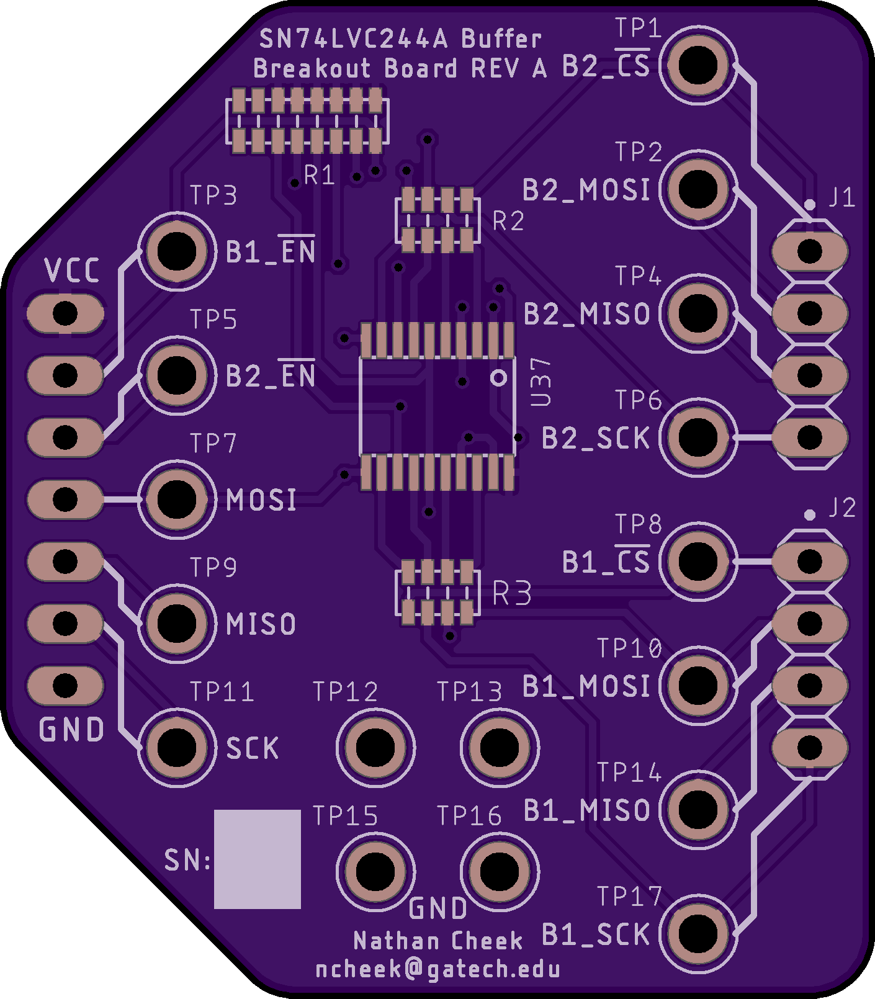 SN74LVC244A Buffer
Breakout Board REV A
TP1
B2_CS
TP2
B2_MOSI
R1
TP3
B1_EN
R2
J1
VCC
TP4
B2_MISO
TP5
B2_EN
U37
TP6
B2_SCK
TP7
MOSI
J2
TP8
B1_CS
TP9
MISO
R3
TP10
B1_MOSI
TP11
SCK
GND
TP12
TP13
TP14
B1_MISO
TP15
TP16
SN:
GND
TP17
B1_SCK
Nathan Cheek
ncheek@gatech.edu